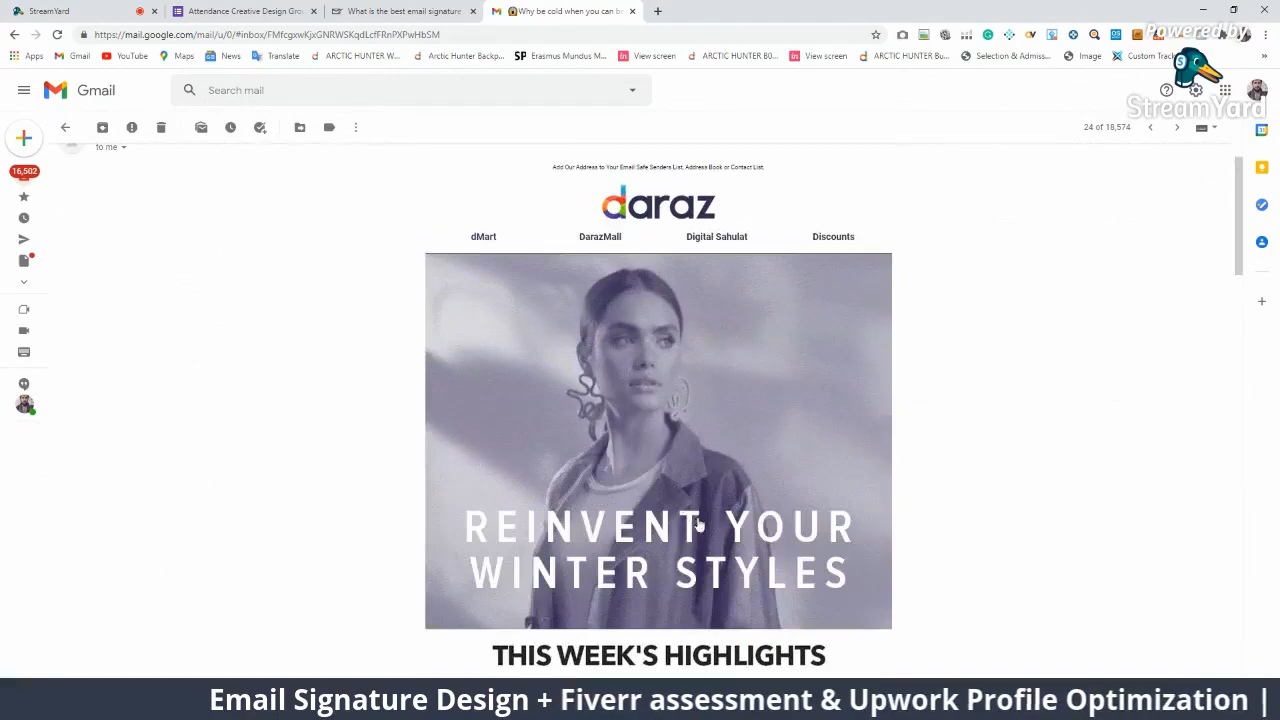 StreamYard
Attendance Creative Design Gro
What is the best email signature
Why be cold when you can b
https://mail.google.com/mail/u/0/#inbox/FMfcgxwKjxGNRWSKqdLcfFRnPXPwHbSM
Powered by
Apps
Gmail
YouTube
Maps
News
Translate
ARCTIC HUNTER W...
ARCTIC Hunter Backp...
Erasmus Mundus M...
View screen
ARCTIC HUNTER B0...
View screen
ARCTIC HUNTER Bu...
Selection & Admiss...
Image
Custom Track
StreamYard
Gmail
Search mail
24 of 18,574
to me
16,502
Add Our Address to Your Email Safe Senders List, Address Book or Contact List.
daraz
dMart
DarazMall
Digital Sahulat
Discounts
REINVENT YOUR
WINTER STYLES
THIS WEEK'S HIGHLIGHTS
Email Signature Design + Fiverr assessment & Upwork Profile Optimization |